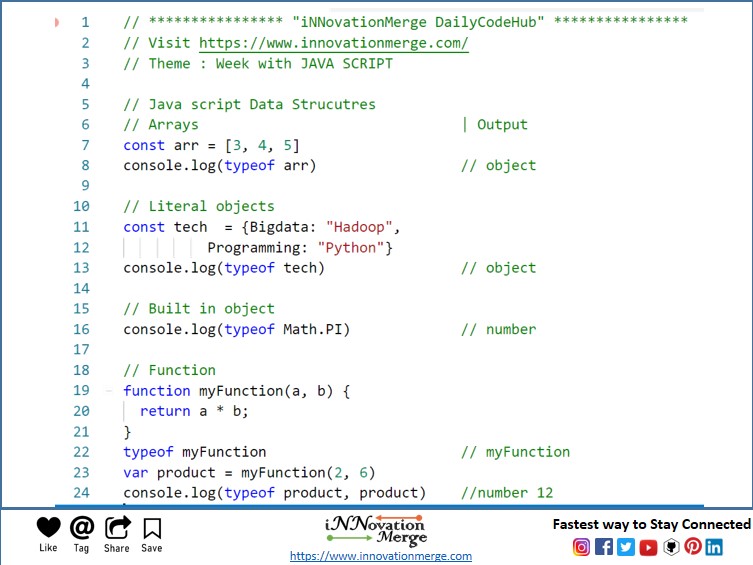 1 // **************** "iNNovationMerge DailyCodeHub" ****************
2 // Visit https://www.innovationmerge.com/
3 // Theme : Week with JAVA SCRIPT
4
5 // Java script Data Strucutres
6 // Arrays | Output
7 const arr = [3, 4, 5]
8 console.log(typeof arr) // object
9
10 // Literal objects
11 const tech = {Bigdata: "Hadoop",
12 Programming: "Python"}
13 console.log(typeof tech) // object
14
15 // Built in object
16 console.log(typeof Math.PI) // number
17
18 // Function
19 function myFunction(a, b) {
20 return a * b;
21 }
22 typeof myFunction // myFunction
23 var product = myFunction(2, 6)
24 console.log(typeof product, product) //number 12
Like Tag Share Save
iNNovation
Merge
https://www.innovationmerge.com
Fastest way to Stay Connected